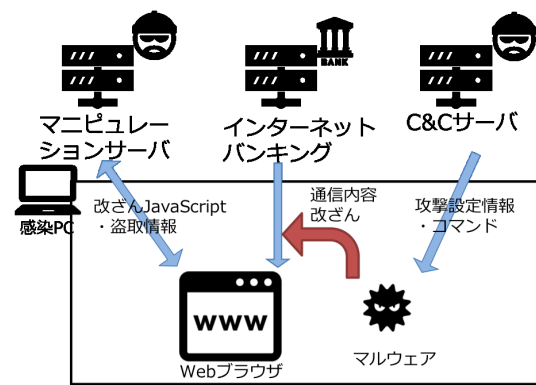 BANK
マニピュレー
ションサーバ
インターネット
バンキング
C&Cサーバ
感染PC
改ざんJavaScript
・盗取情報
通信内容
改ざん
攻撃設定情報
・コマンド
WWW
Webブラウザ
マルウェア